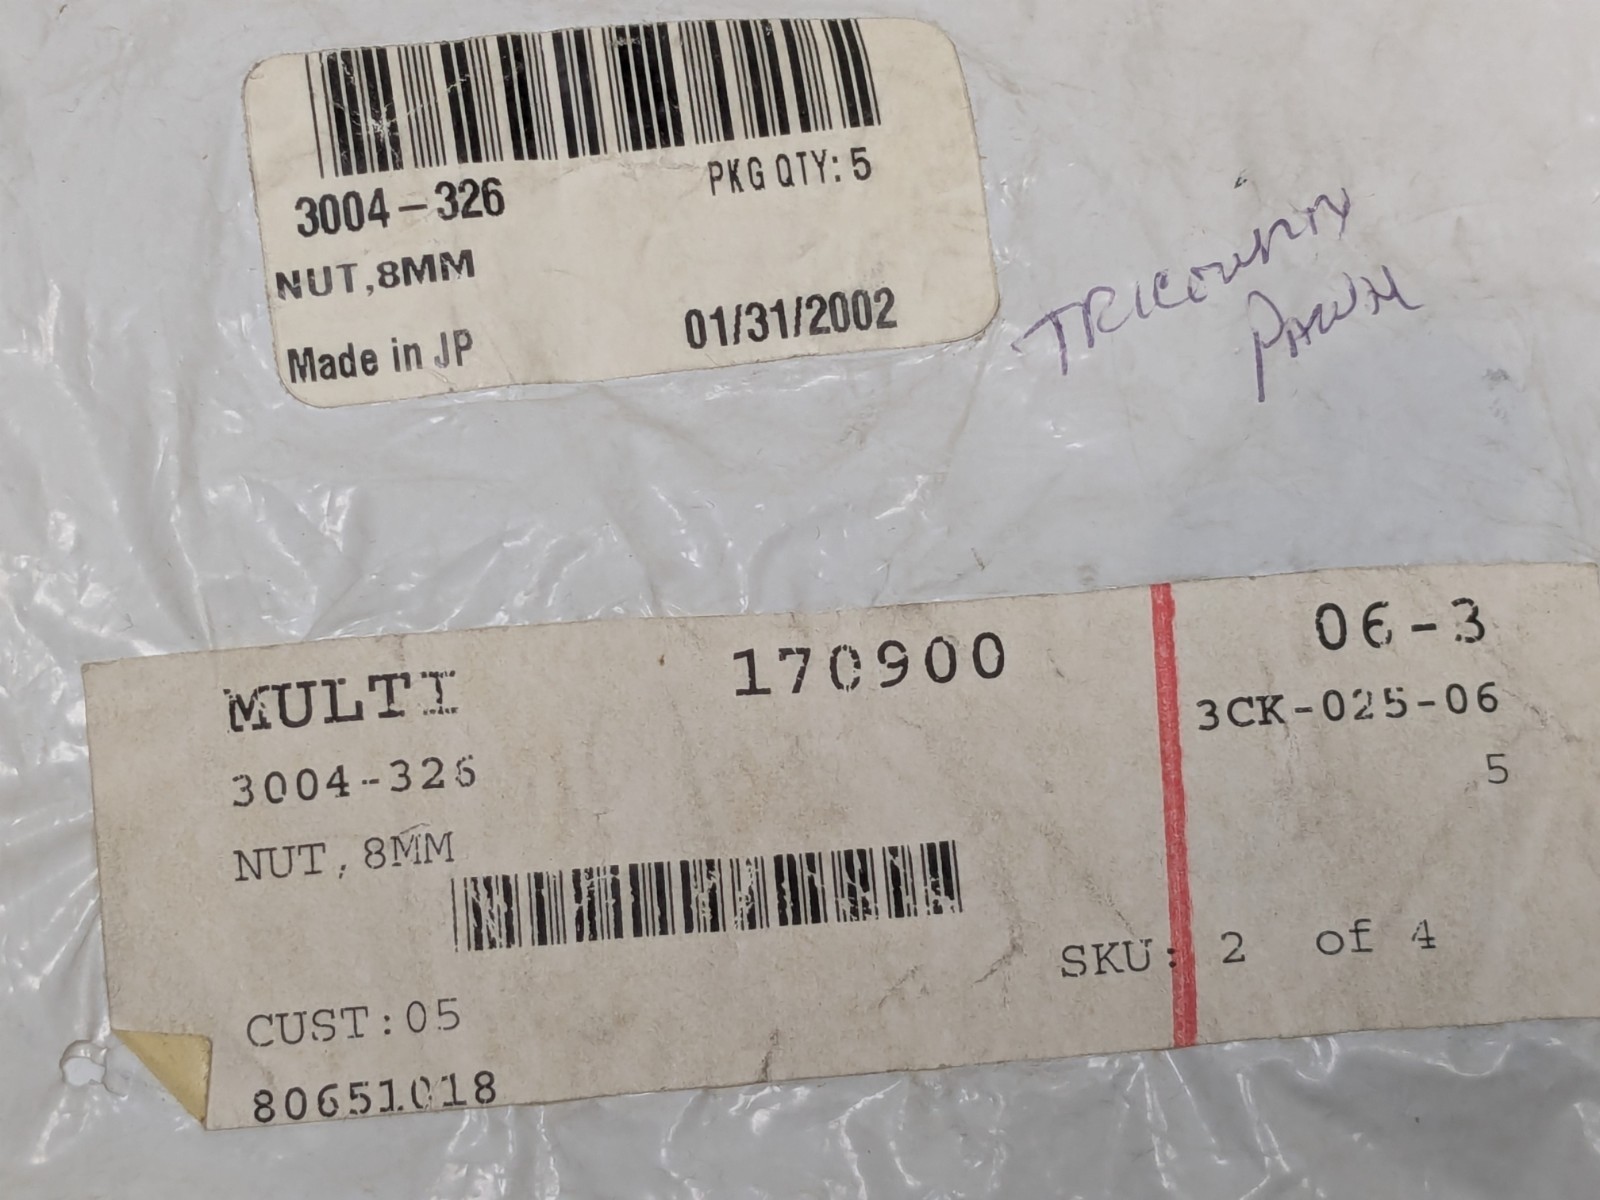 3004-326
PKG QTY: 5
NUT,8MM
Made in JP
01/31/2002
TRICOUNTY
PAWN
MULTI
170900
06-3
3004-326
3CK-025-06
NUT,8MM
5
SKU: 2 of 4
CUST:05
80651018